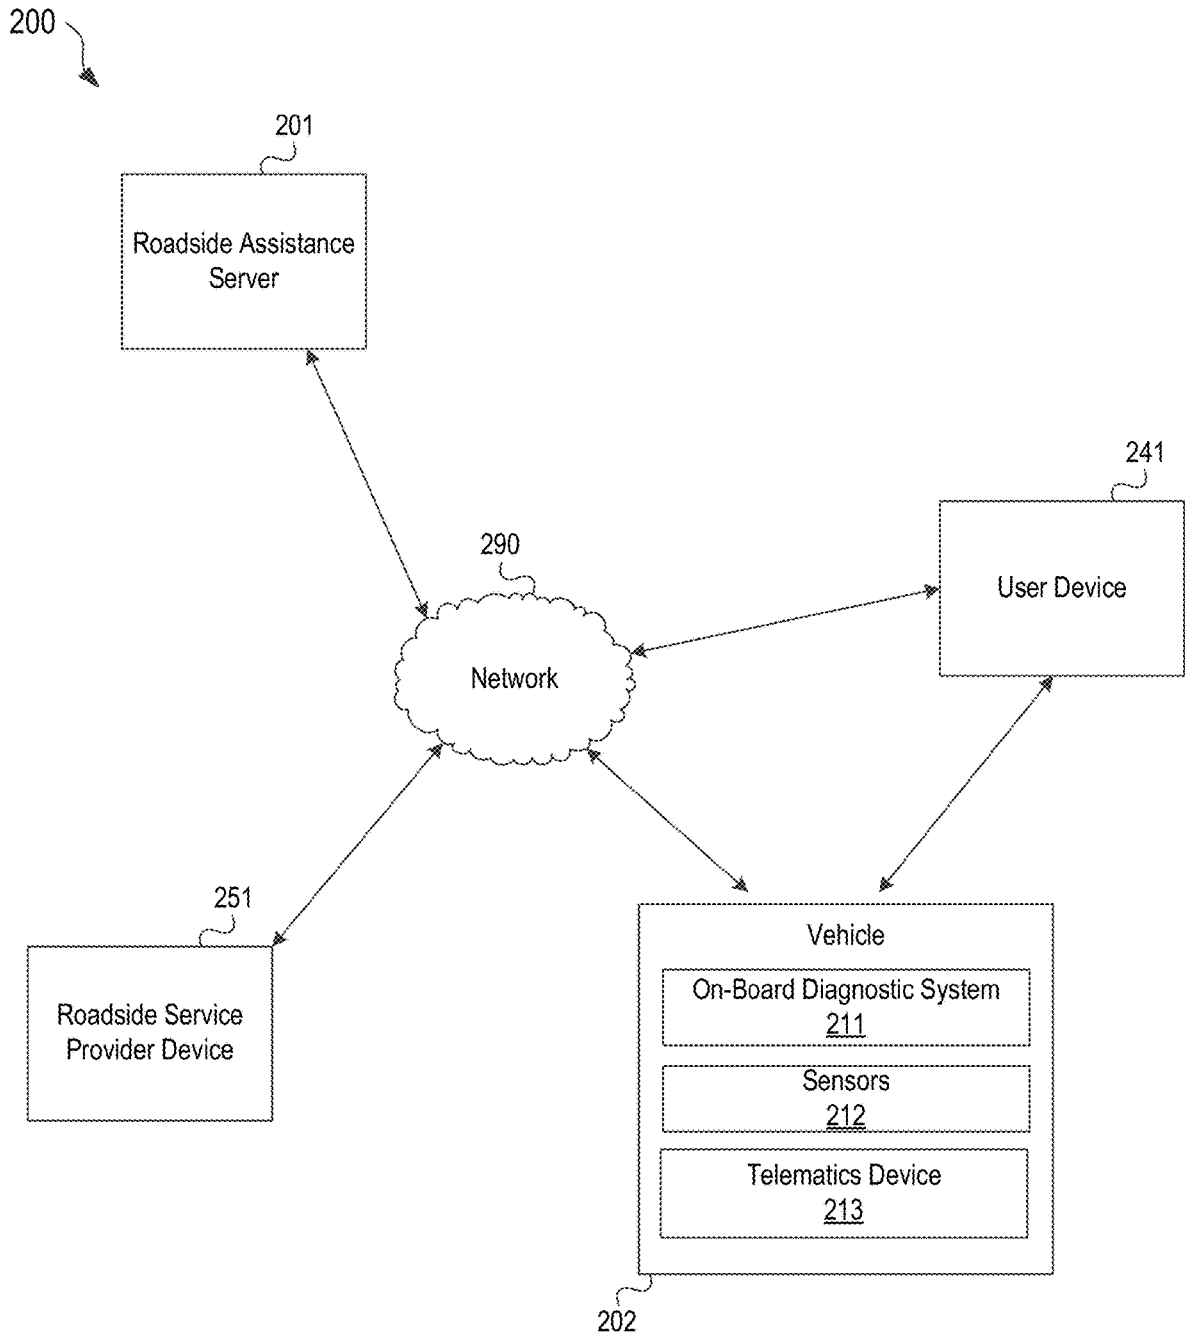 200
201
Roadside Assistance
Server
241
User Device
290
Network
251
Roadside Service
Provider Device
Vehicle
On-Board Diagnostic System
211
Sensors
212
Telematics Device
213
202